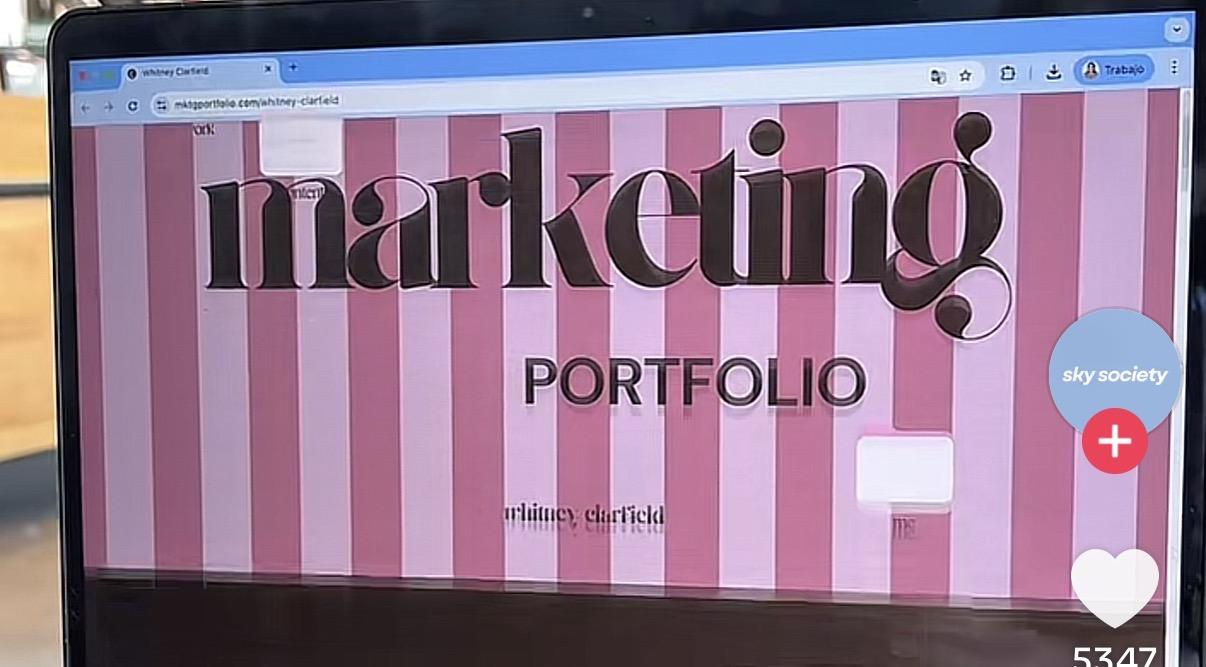 Whitney Clarfield
Trabajo
mktgportfolio.com/whitney-clarfield
marketing
PORTFOLIO
sky society
whitney clarfield
5347